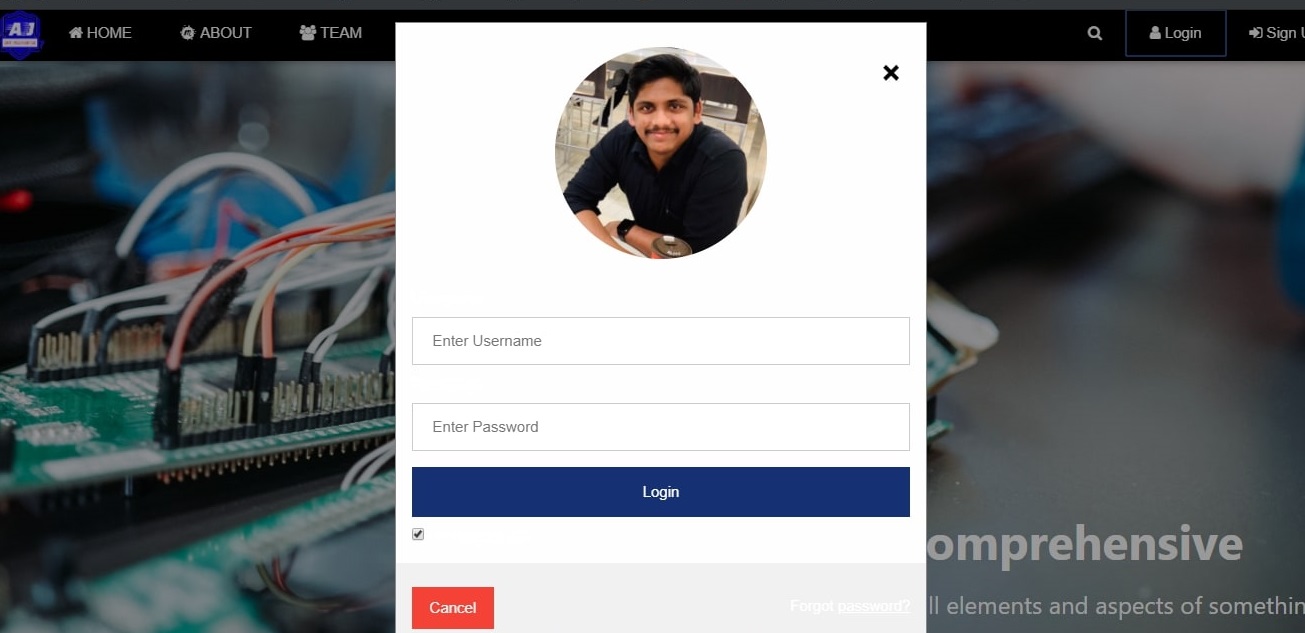 AJ
HOME
ABOUT
TEAM
Login
Sign U
Enter Username
Enter Password
Login
Cancel
Forgot password?
omprehensive
ll elements and aspects of somethin